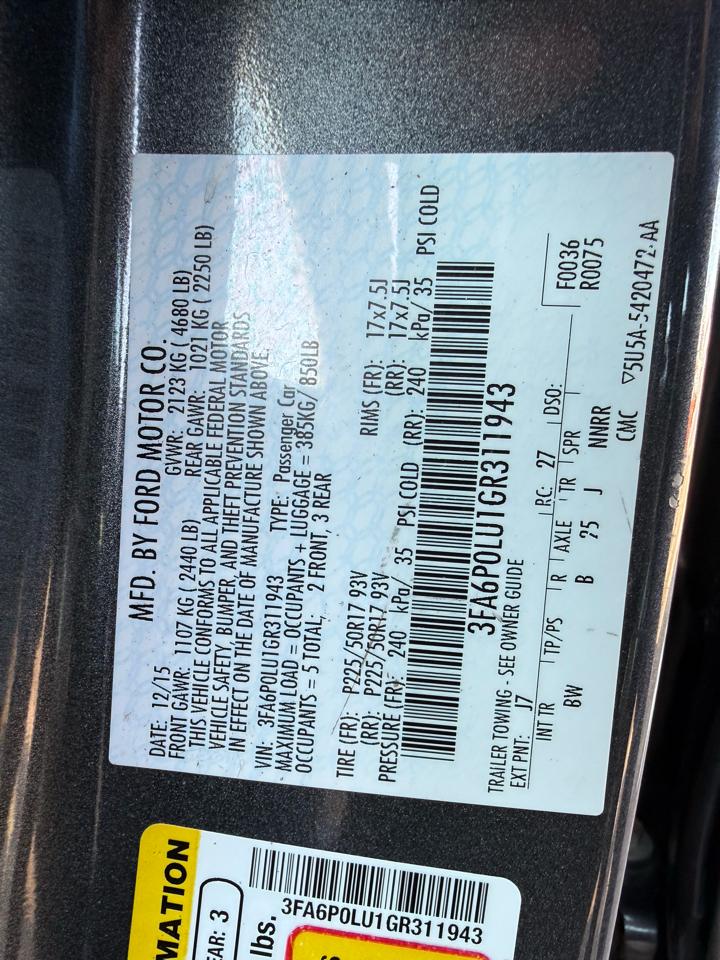 MFD. BY FORD MOTOR CO.
DATE: 12/15 GVWR: 2123 KG ( 4680 LB)
FRONT GAWR: 1107 KG ( 2440 LB) REAR GAWR: 1021 KG ( 2250 LB)
THIS VEHICLE CONFORMS TO ALL APPLICABLE FEDERAL MOTOR
VEHICLE SAFETY, BUMPER, AND THEFT PREVENTION STANDARDS
IN EFFECT ON THE DATE OF MANUFACTURE SHOWN ABOVE.
VIN: 3FA6P0LU1GR311943 TYPE: Passenger Car
MAXIMUM LOAD = OCCUPANTS + LUGGAGE = 385KG/ 850LB
OCCUPANTS = 5 TOTAL, 2 FRONT, 3 REAR
TIRE (FR): P225/50R17 93V RIMS (FR): 17x7.5J
(RR): P225/50R17 93V (RR): 17x7.5J
PRESSURE (FR): 240 kPa/ 35 PSI COLD (RR): 240 kPa/ 35 PSI COLD
3FA6P0LU1GR311943
TRAILER TOWING - SEE OWNER GUIDE
EXT PNT: J7 RC: 27 DSO: F0036
R0075
INT TR TP/PS R AXLE TR SPR
BW B 25 J NNRR
CMC ▽5U5A-5420472-AA
MATION
EAR: 3
lbs.
3FA6P0LU1GR311943